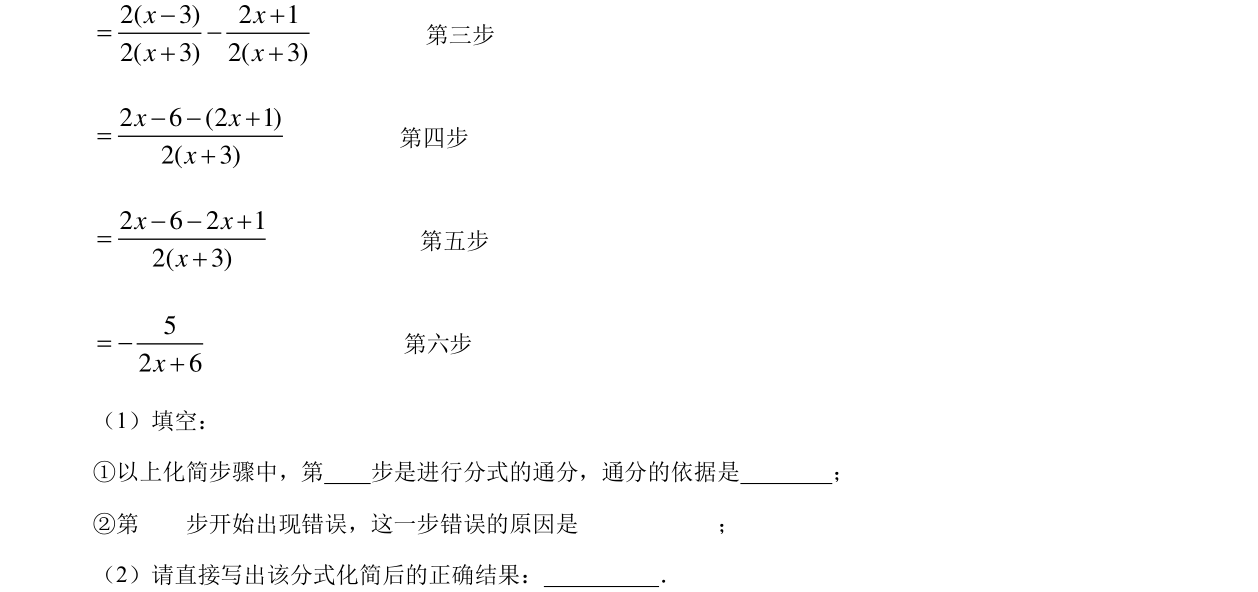 = 2(x−3)/2(x+3) − 2x+1/2(x+3) 第三步
= 2x−6−(2x+1)/2(x+3) 第四步
= 2x−6−2x+1/2(x+3) 第五步
= − 5/2x+6 第六步
（1）填空：
①以上化简步骤中，第____步是进行分式的通分，通分的依据是________；
②第 步开始出现错误，这一步错误的原因是 ；
（2）请直接写出该分式化简后的正确结果：__________．